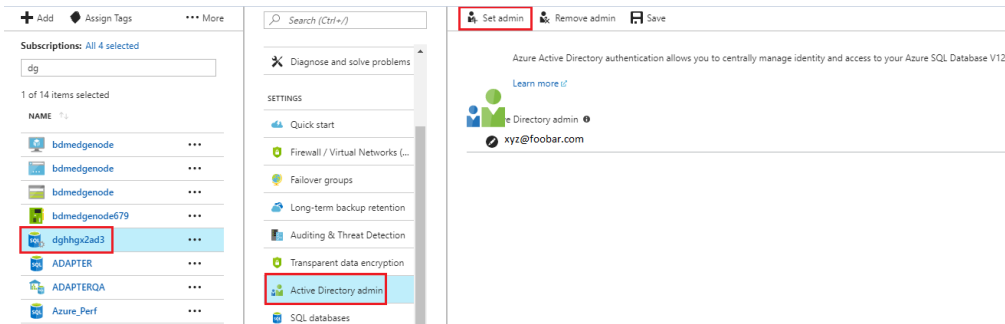 Add
Assign Tags
••• More
Subscriptions: All 4 selected
dg
1 of 14 items selected
NAME
bdmedgenode •••
bdmedgenode •••
bdmedgenode •••
bdmedgenode679 •••
SQL dghhgx2ad3 •••
SQL ADAPTER •••
ADAPTERQA •••
SQL Azure_Perf •••
Search (Ctrl+/)
Diagnose and solve problems
SETTINGS
Quick start
Firewall / Virtual Networks (...
Failover groups
Long-term backup retention
Auditing & Threat Detection
Transparent data encryption
Active Directory admin
SQL SQL databases
Set admin
Remove admin
Save
Azure Active Directory authentication allows you to centrally manage identity and access to your Azure SQL Database V12
Learn more
e Directory admin
xyz@foobar.com